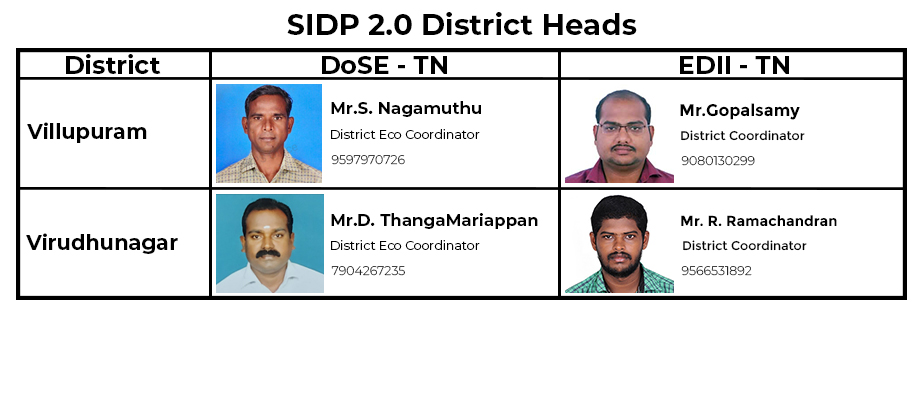 SIDP 2.0 District Heads
District
DoSE - TN
EDII - TN
Villupuram
Mr.S. Nagamuthu
District Eco Coordinator
9597970726
Mr.Gopalsamy
District Coordinator
9080130299
Virudhunagar
Mr.D. ThangaMariappan
District Eco Coordinator
7904267235
Mr. R. Ramachandran
District Coordinator
9566531892